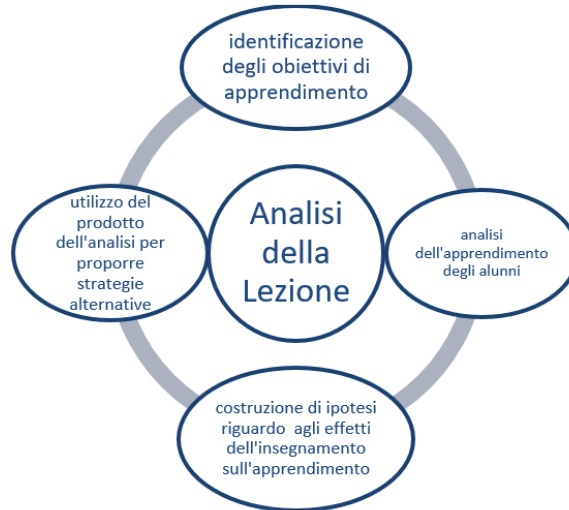 identificazione
degli obiettivi di
apprendimento
utilizzo del
prodotto
dell'analisi per
proporre
strategie
alternative
Analisi
della
Lezione
analisi
dell'apprendimento
degli alunni
costruzione di ipotesi
riguardo agli effetti
dell'insegnamento
sull'apprendimento